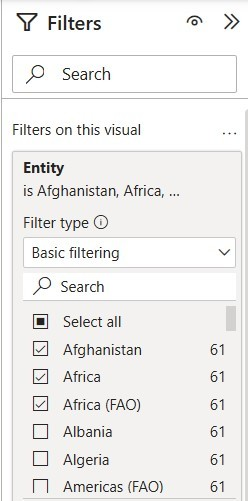 Filters
Search
Filters on this visual ...
Entity
is Afghanistan, Africa, ...
Filter type
Basic filtering
Search
Select all
Afghanistan 61
Africa 61
Africa (FAO) 61
Albania 61
Algeria 61
Americas (FAO) 61